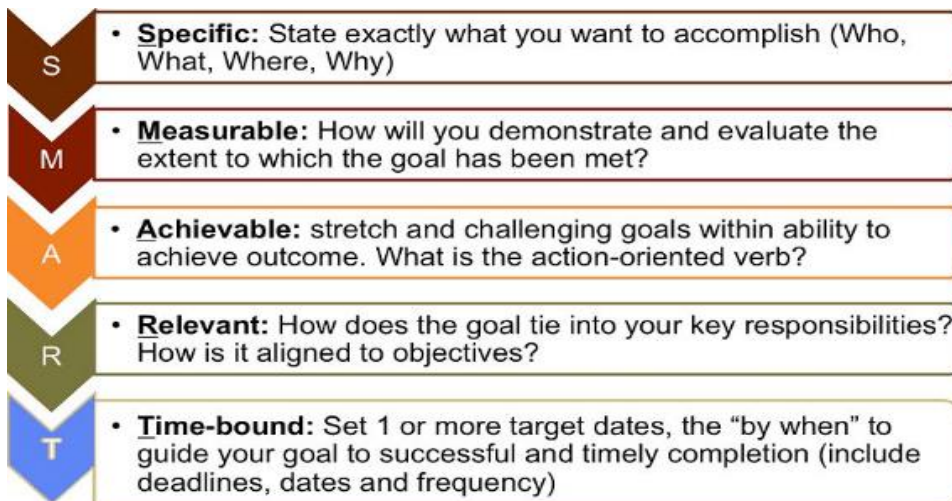 S
• Specific: State exactly what you want to accomplish (Who,
What, Where, Why)
M
• Measurable: How will you demonstrate and evaluate the
extent to which the goal has been met?
A
• Achievable: stretch and challenging goals within ability to
achieve outcome. What is the action-oriented verb?
R
• Relevant: How does the goal tie into your key responsibilities?
How is it aligned to objectives?
T
• Time-bound: Set 1 or more target dates, the “by when” to
guide your goal to successful and timely completion (include
deadlines, dates and frequency)